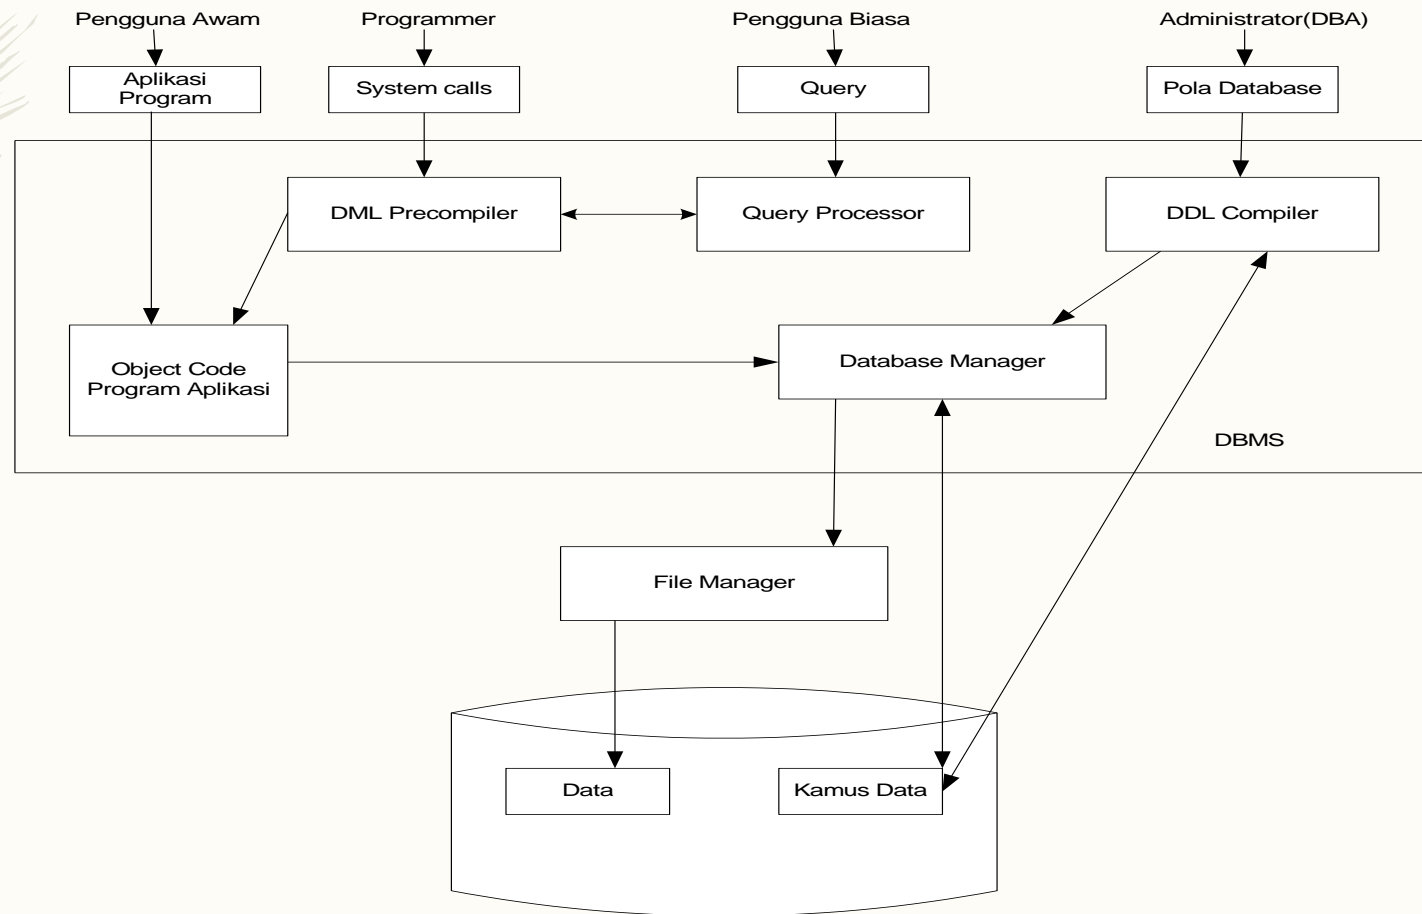 Pengguna Awam
Programmer
Pengguna Biasa
Administrator(DBA)
Aplikasi
Program
System calls
Query
Pola Database
DML Precompiler
Query Processor
DDL Compiler
Object Code
Program Aplikasi
Database Manager
DBMS
File Manager
Data
Kamus Data